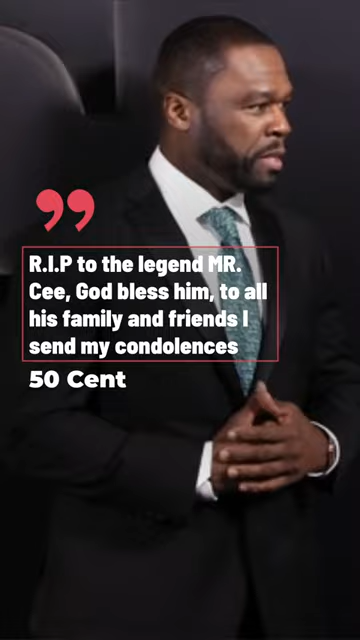 R.I.P to the legend MR.
Cee, God bless him, to all
his family and friends I
send my condolences
50 Cent